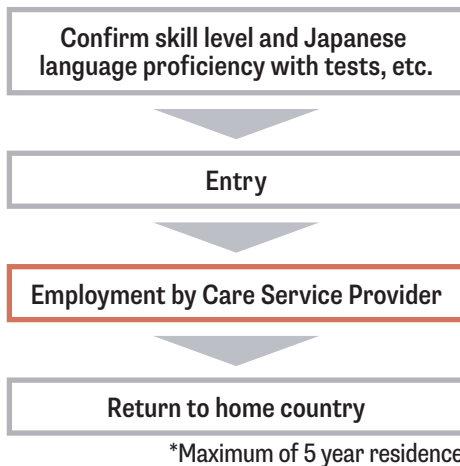 Confirm skill level and Japanese
language proficiency with tests, etc.
Entry
Employment by Care Service Provider
Return to home country
*Maximum of 5 year residence